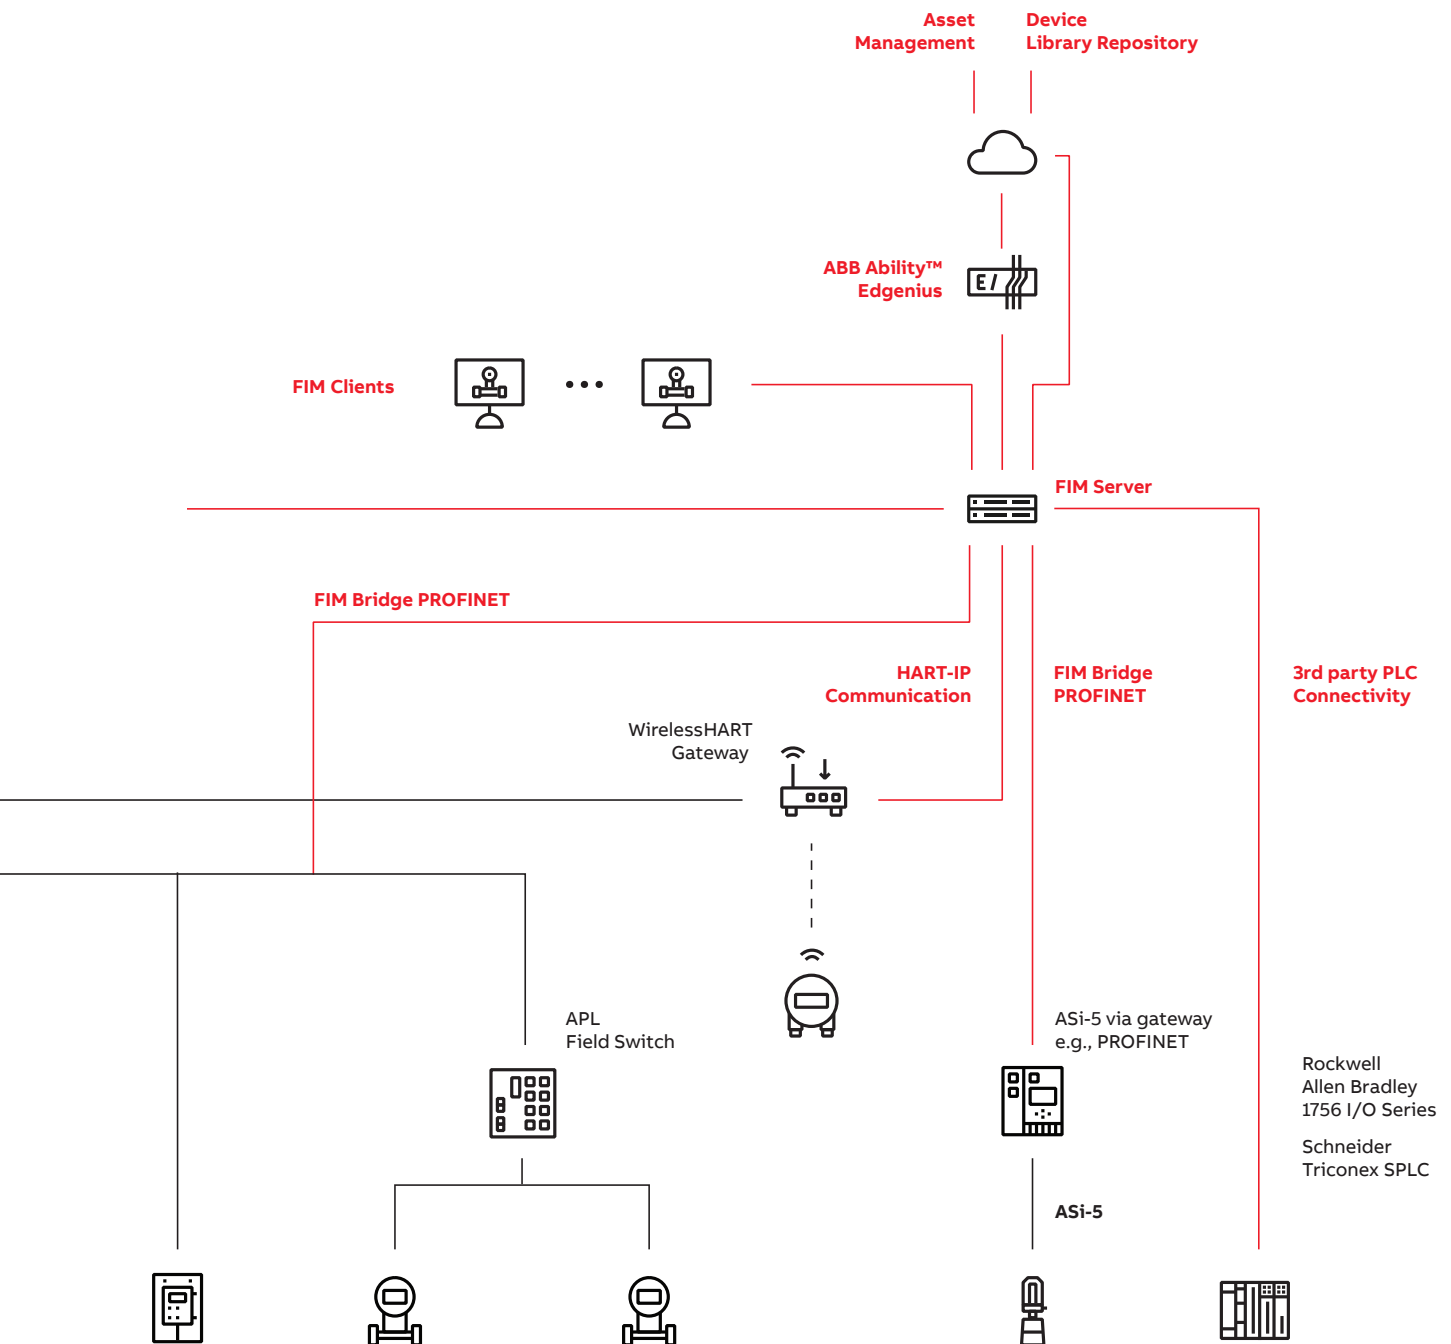 Asset
Management
Device
Library Repository
ABB Ability™
Edgenius
E/
FIM Clients
FIM Server
FIM Bridge PROFINET
HART-IP
Communication
FIM Bridge
PROFINET
3rd party PLC
Connectivity
WirelessHART
Gateway
APL
Field Switch
ASi-5 via gateway
e.g., PROFINET
Rockwell
Allen Bradley
1756 I/O Series
Schneider
Triconex SPLC
ASi-5